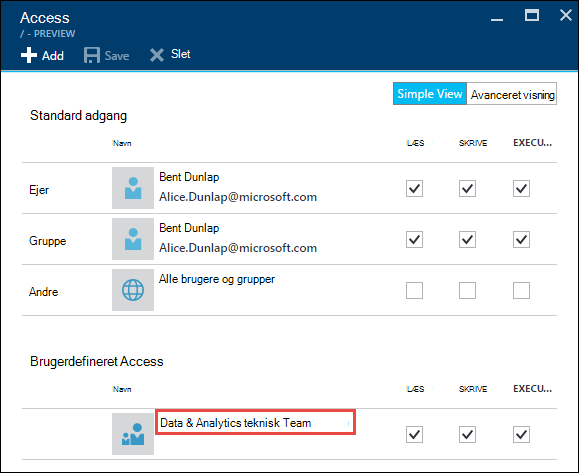 Access
/ - PREVIEW
Add Save Slet
Simple View Avanceret visning
Standard adgang
Navn LÆS SKRIVE EXECU...
Ejer Bent Dunlap
Alice.Dunlap@microsoft.com
Gruppe Bent Dunlap
Alice.Dunlap@microsoft.com
Andre Alle brugere og grupper
Brugerdefineret Access
Navn LÆS SKRIVE EXECU...
Data & Analytics teknisk Team